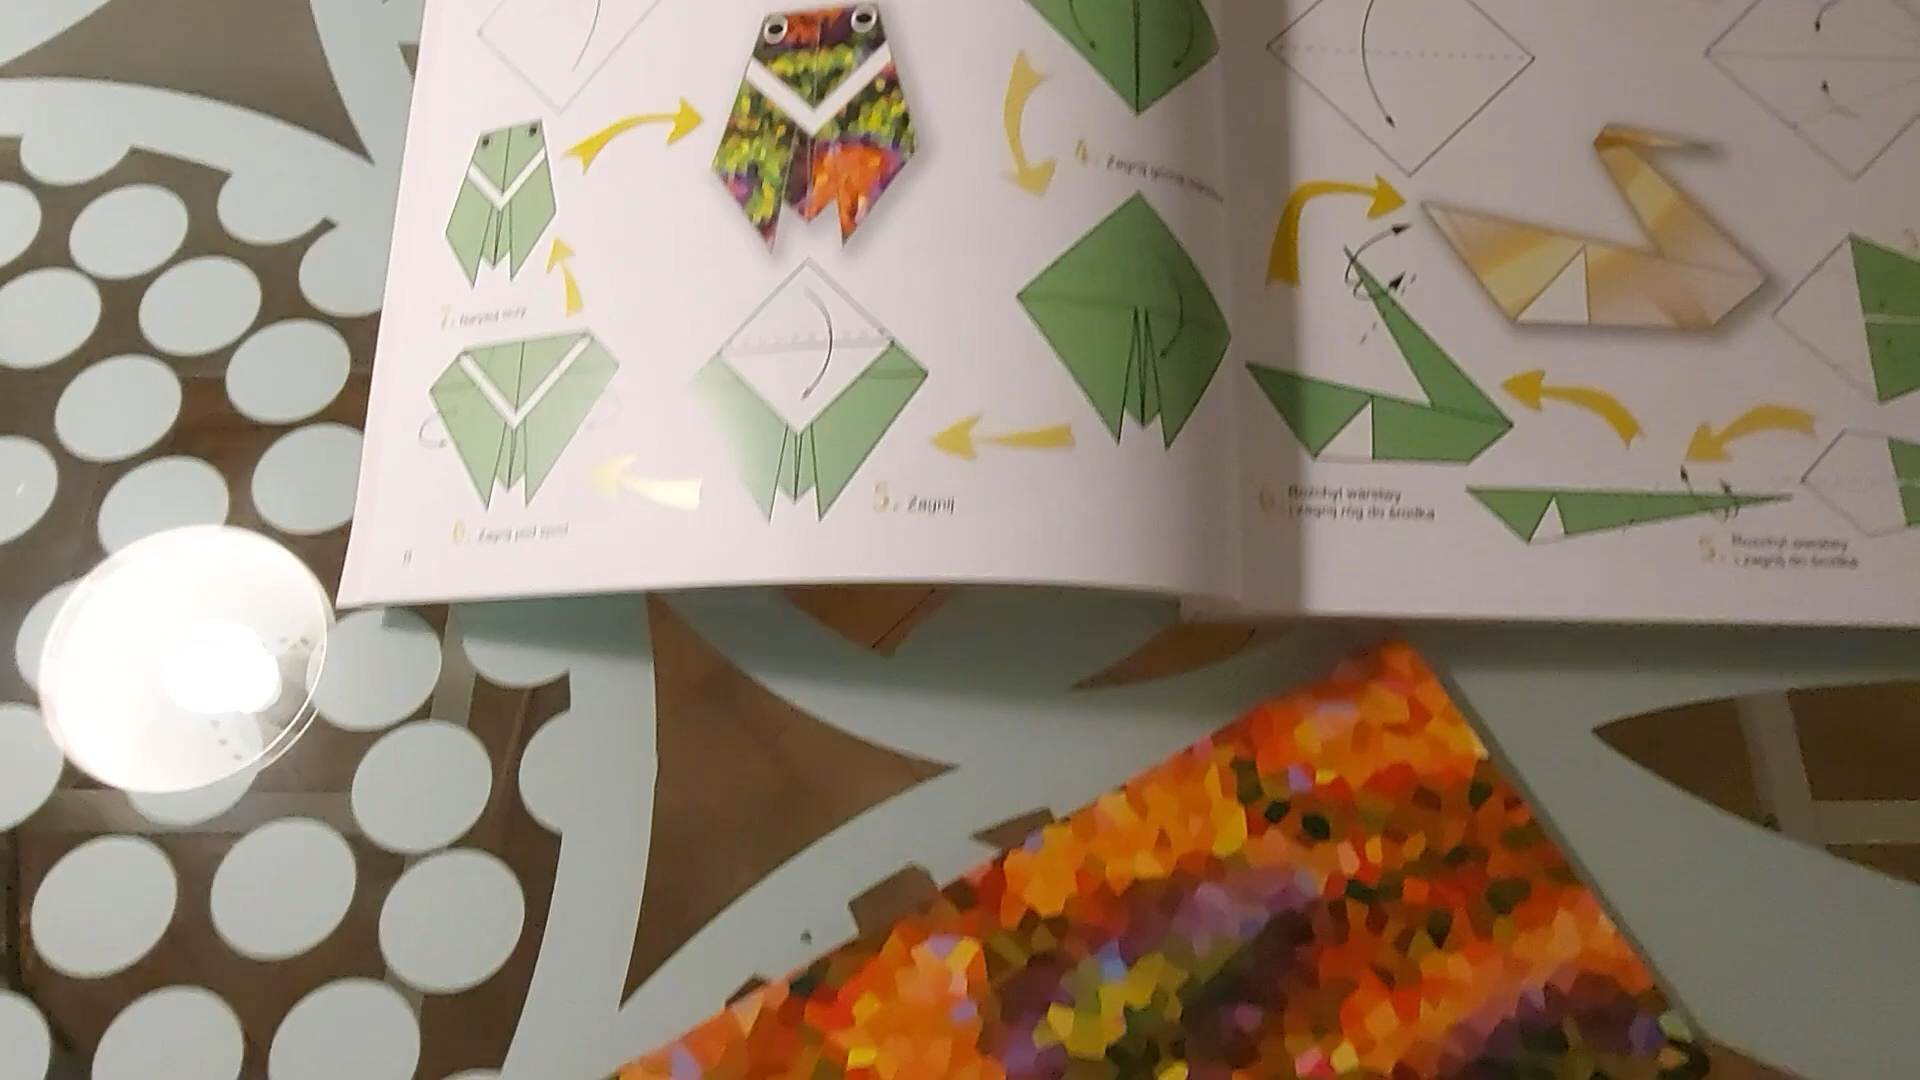 4. Zegnij górną warstwę
7. Narysuj oczy
5. Zegnij
6. Zegnij pod spód
8
6. Rozchyl warstwy
i zegnij róg do środka
5. Rozchyl warstwy
i zegnij do środka